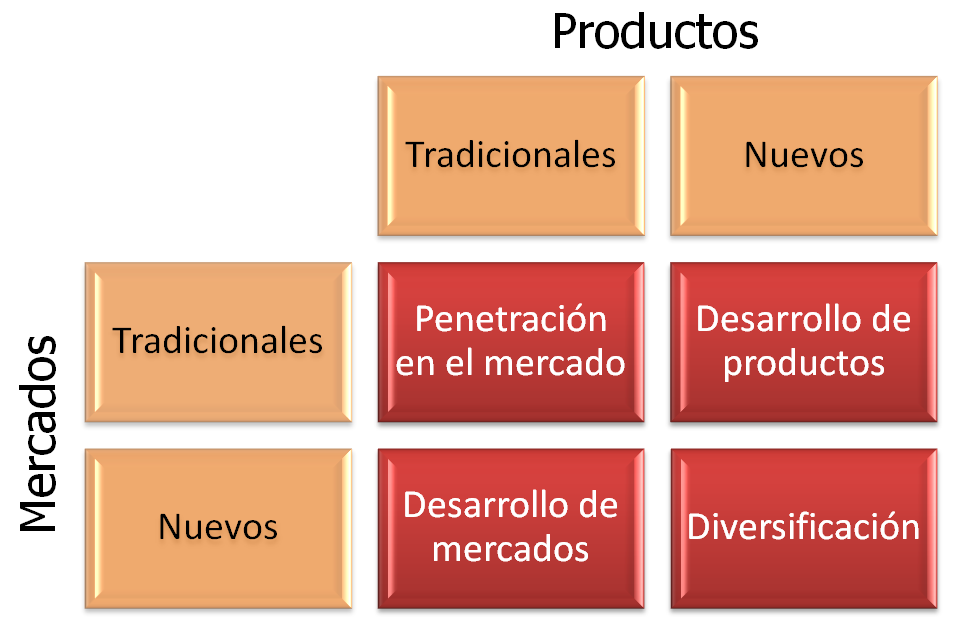 Productos
Tradicionales
Nuevos
Mercados
Tradicionales
Penetración
en el mercado
Desarrollo de
productos
Nuevos
Desarrollo de
mercados
Diversificación